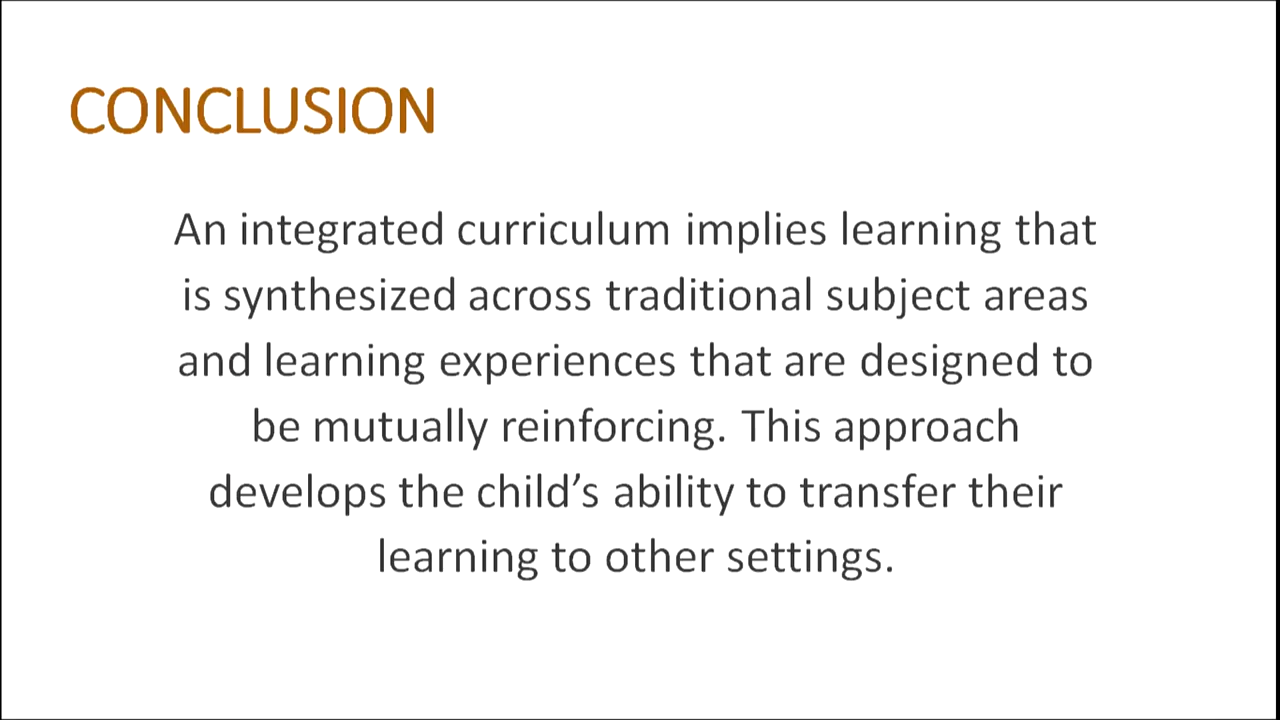 CONCLUSION
An integrated curriculum implies learning that
is synthesized across traditional subject areas
and learning experiences that are designed to
be mutually reinforcing. This approach
develops the child’s ability to transfer their
learning to other settings.